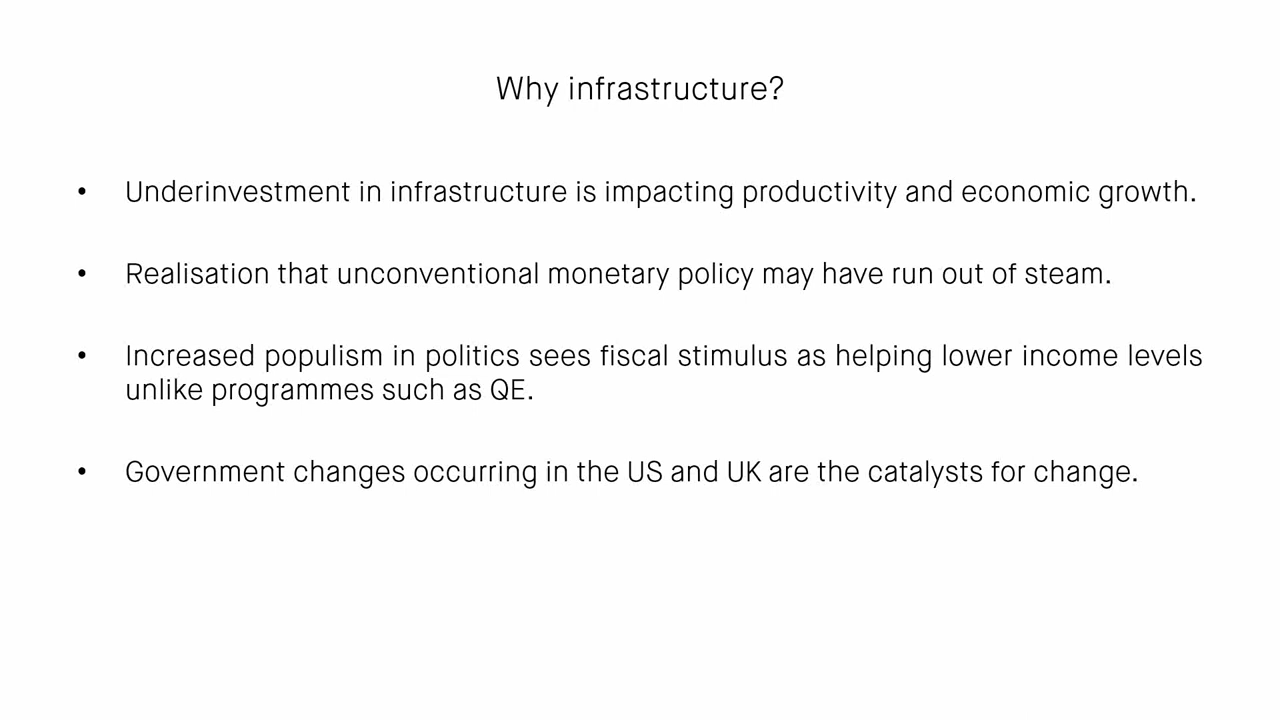 Why infrastructure?
• Underinvestment in infrastructure is impacting productivity and economic growth.
• Realisation that unconventional monetary policy may have run out of steam.
• Increased populism in politics sees fiscal stimulus as helping lower income levels
unlike programmes such as QE.
• Government changes occurring in the US and UK are the catalysts for change.